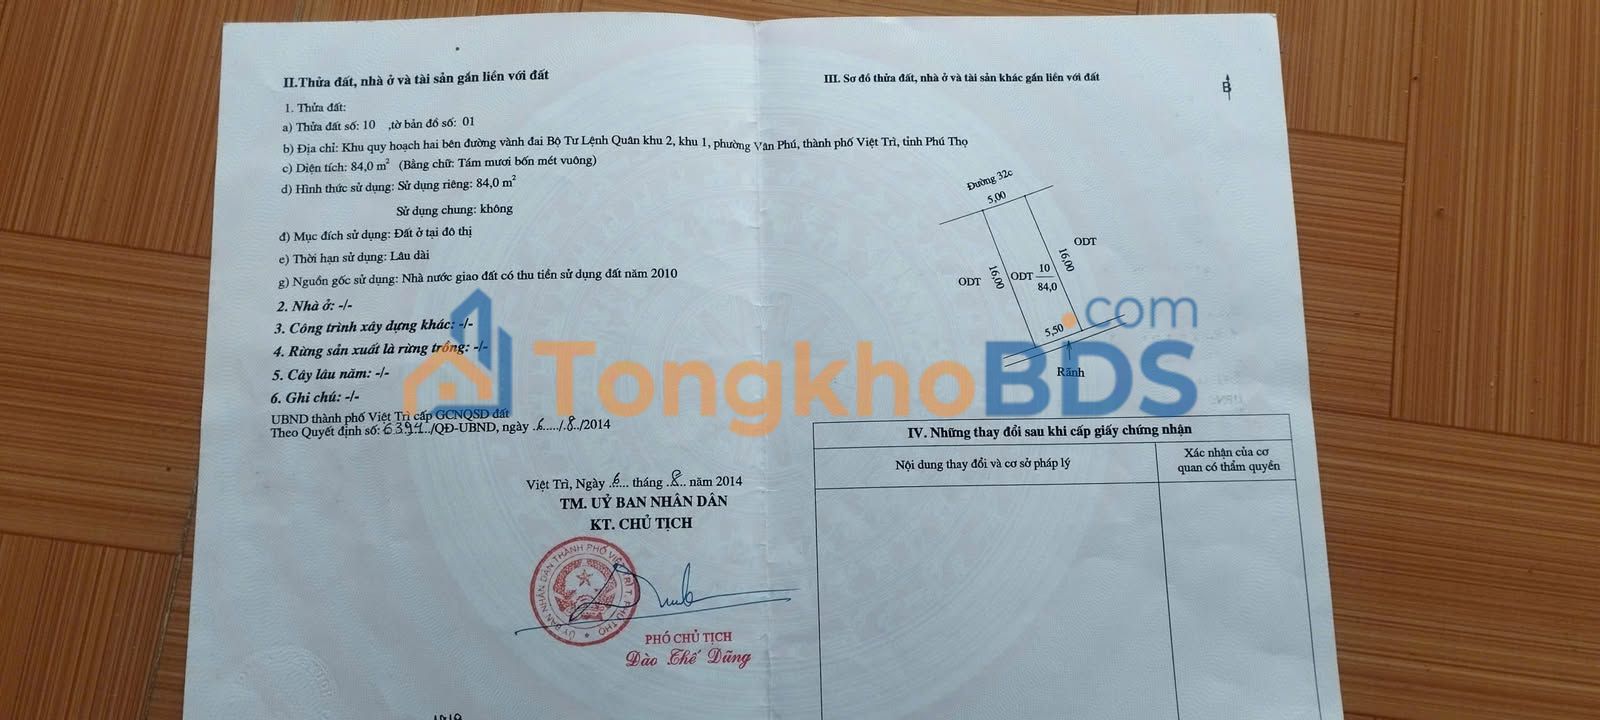 II.Thửa đất, nhà ở và tài sản gắn liền với đất
1. Thửa đất:
a) Thửa đất số: 10 ,tờ bản đồ số: 01
b) Địa chỉ: Khu quy hoạch hai bên đường vành đai Bộ Tư Lệnh Quân khu 2, khu 1, phường Vân Phú, thành phố Việt Trì, tỉnh Phú Thọ
c) Diện tích: 84,0 m² (Bằng chữ: Tám mươi bốn mét vuông)
d) Hình thức sử dụng: Sử dụng riêng: 84,0 m²
Sử dụng chung: không
đ) Mục đích sử dụng: Đất ở tại đô thị
e) Thời hạn sử dụng: Lâu dài
g) Nguồn gốc sử dụng: Nhà nước giao đất có thu tiền sử dụng đất năm 2010
2. Nhà ở: -/-
3. Công trình xây dựng khác: -/-
4. Rừng sản xuất là rừng trồng: -/-
5. Cây lâu năm: -/-
6. Ghi chú: -/-
UBND thành phố Việt Trì cấp GCNQSD đất
Theo Quyết định số: 6391../QĐ-UBND, ngày .6..../.8../2014
Việt Trì, Ngày .6... tháng .8.. năm 2014
TM. UỶ BAN NHÂN DÂN
KT. CHỦ TỊCH
UỶ BAN NHÂN DÂN THÀNH PHỐ VIỆT TRÌ T. PHÚ THỌ
PHÓ CHỦ TỊCH
Đào Thế Dũng
III. Sơ đồ thửa đất, nhà ở và tài sản khác gắn liền với đất
B
Đường 32c
5,00
ODT
16,00
ODT
16,00
ODT 10
84,0
5,50
Rãnh
TongkhoBDS
.com
IV. Những thay đổi sau khi cấp giấy chứng nhận
Nội dung thay đổi và cơ sở pháp lý
Xác nhận của cơ
quan có thẩm quyền